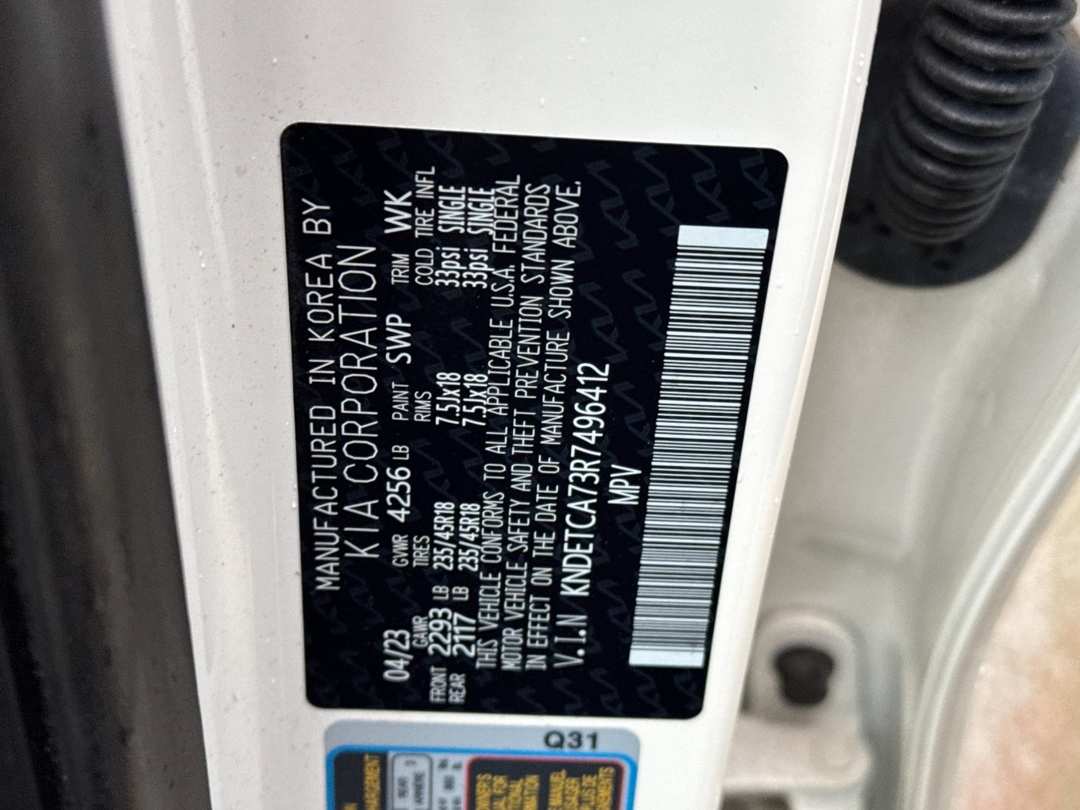 MANUFACTURED IN KOREA BY
KIA CORPORATION
04/23 GVWR 4256 LB PAINT SWP TRIM WK
GAWR TIRES RIMS COLD TIRE INFL
FRONT 2293 LB 235/45R18 7.5Jx18 33psi SINGLE
REAR 2117 LB 235/45R18 7.5Jx18 33psi SINGLE
THIS VEHICLE CONFORMS TO ALL APPLICABLE U.S.A. FEDERAL
MOTOR VEHICLE SAFETY AND THEFT PREVENTION STANDARDS
IN EFFECT ON THE DATE OF MANUFACTURE SHOWN ABOVE.
V.I.N KNDETCA73R7496412
MPV
Q31